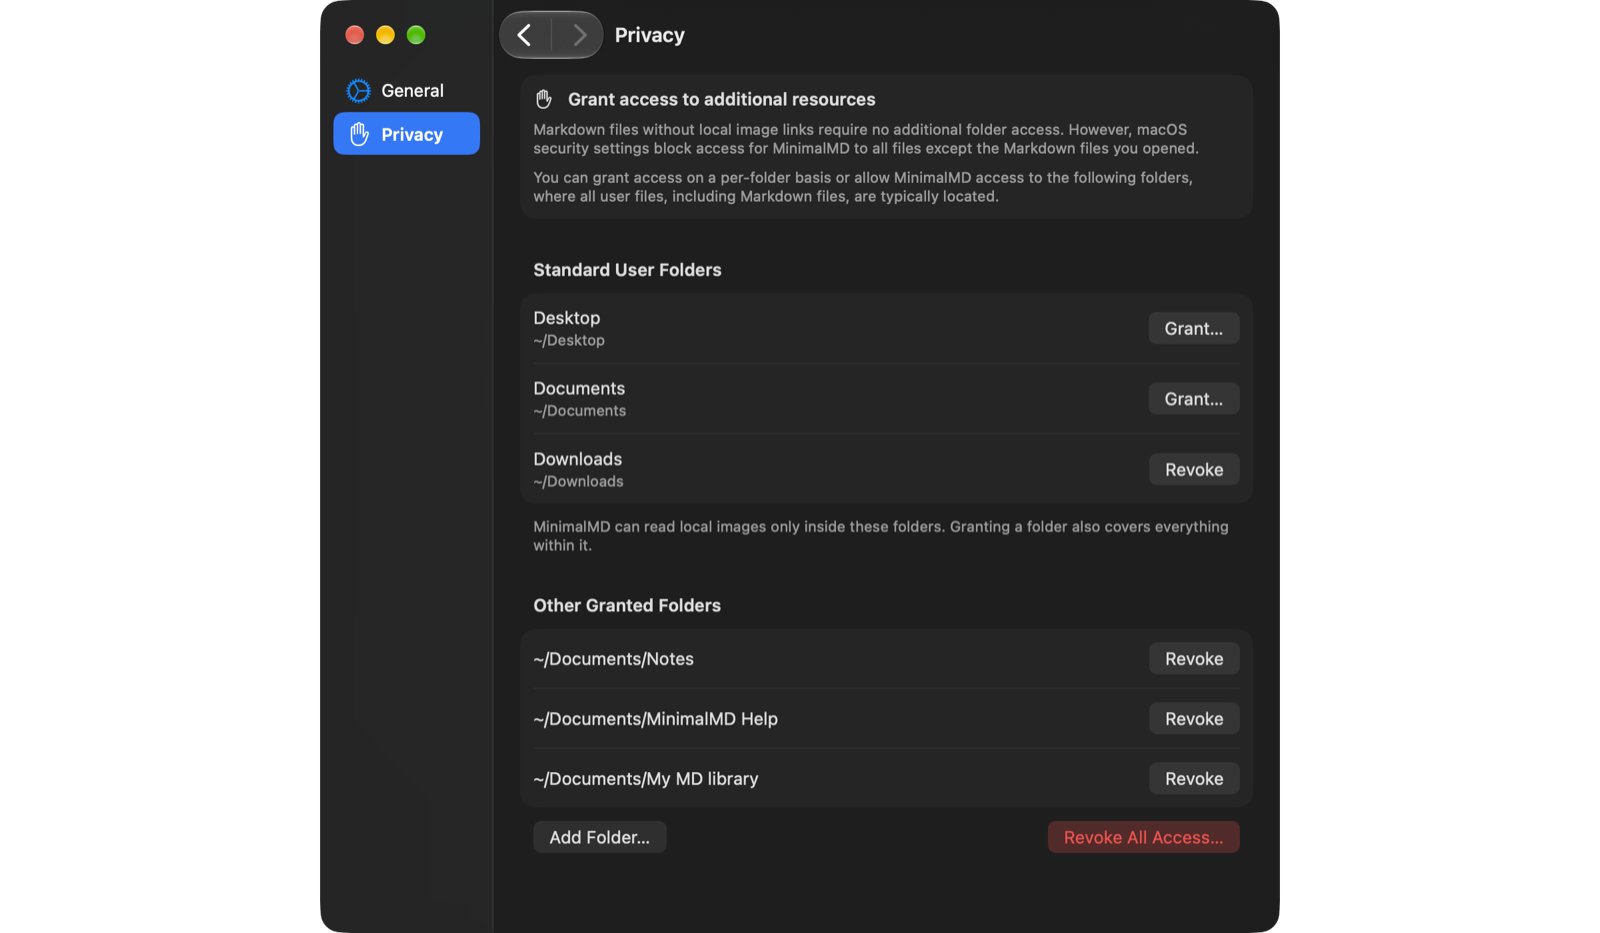 Privacy
General
Privacy
Grant access to additional resources
Markdown files without local image links require no additional folder access. However, macOS
security settings block access for MinimalMD to all files except the Markdown files you opened.
You can grant access on a per-folder basis or allow MinimalMD access to the following folders,
where all user files, including Markdown files, are typically located.
Standard User Folders
Desktop
~/Desktop
Grant...
Documents
~/Documents
Grant...
Downloads
~/Downloads
Revoke
MinimalMD can read local images only inside these folders. Granting a folder also covers everything
within it.
Other Granted Folders
~/Documents/Notes
Revoke
~/Documents/MinimalMD Help
Revoke
~/Documents/My MD library
Revoke
Add Folder...
Revoke All Access...